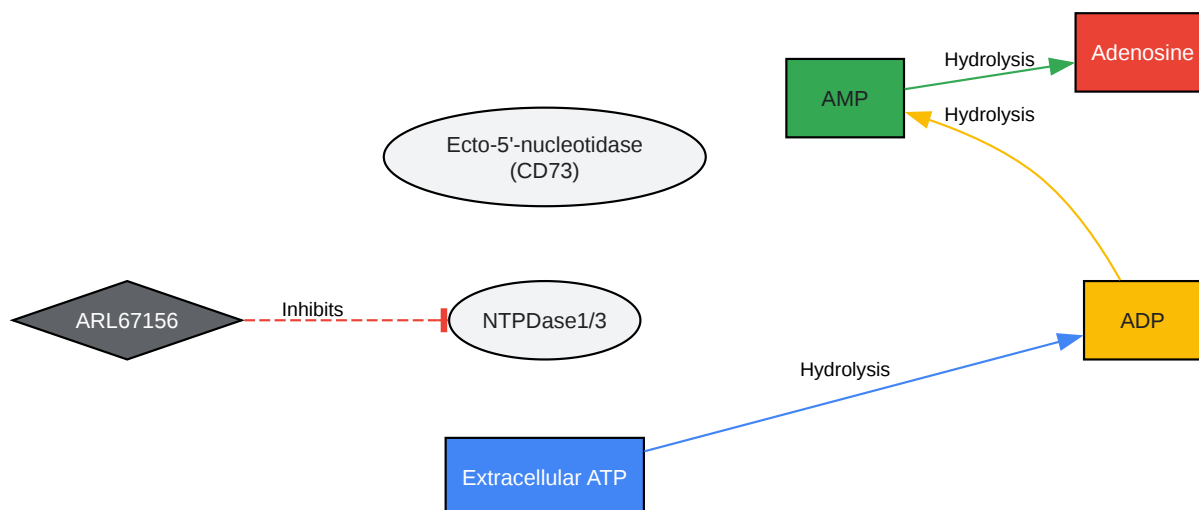 Hydrolysis
Adenosine
AMP
Hydrolysis
Ecto-5'-nucleotidase
(CD73)
ARL67156
Inhibits
NTPDase1/3
ADP
Hydrolysis
Extracellular ATP